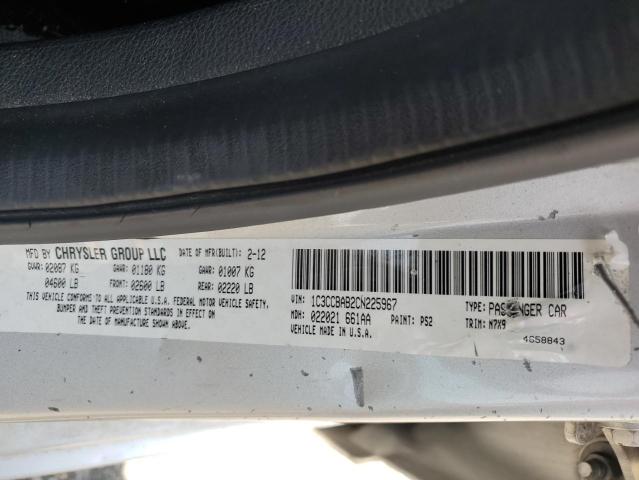 MFD BY CHRYSLER GROUP LLC DATE OF MFR(BUILT): 2-12
GVWR: 02087 KG GAWR: 01180 KG GAWR: 01007 KG
04600 LB FRONT: 02600 LB REAR: 02220 LB
THIS VEHICLE CONFORMS TO ALL APPLICABLE U.S.A. FEDERAL MOTOR VEHICLE SAFETY,
BUMPER AND THEFT PREVENTION STANDARDS IN EFFECT ON
THE DATE OF MANUFACTURE SHOWN ABOVE.
VIN: 1C3CCBAB2CN225967 TYPE: PASSENGER CAR
MDH: 022021 661AA PAINT: PS2 TRIM: N7X9
VEHICLE MADE IN U.S.A. 4658843